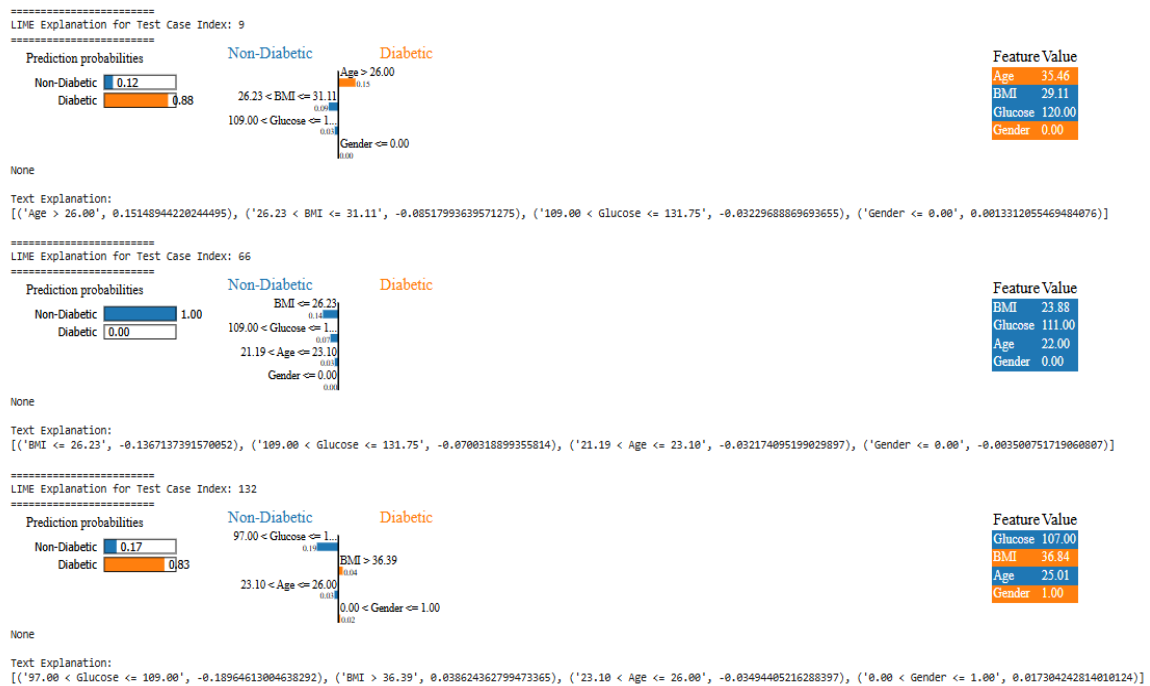 ========================
LIME Explanation for Test Case Index: 9
========================
Prediction probabilities
Non-Diabetic 0.12
Diabetic 0.88
Non-Diabetic Diabetic
Age > 26.00
0.15
26.23 < BMI <= 31.11
0.09
109.00 < Glucose <= 1...
0.03
Gender <= 0.00
0.00
Feature Value
Age 35.46
BMI 29.11
Glucose 120.00
Gender 0.00
None
Text Explanation:
[('Age > 26.00', 0.15148944220244495), ('26.23 < BMI <= 31.11', -0.08517993639571275), ('109.00 < Glucose <= 131.75', -0.03229688869693655), ('Gender <= 0.00', 0.0013312055469484076)]
========================
LIME Explanation for Test Case Index: 66
========================
Prediction probabilities
Non-Diabetic 1.00
Diabetic 0.00
Non-Diabetic Diabetic
BMI <= 26.23
0.14
109.00 < Glucose <= 1...
0.07
21.19 < Age <= 23.10
0.03
Gender <= 0.00
0.00
Feature Value
BMI 23.88
Glucose 111.00
Age 22.00
Gender 0.00
None
Text Explanation:
[('BMI <= 26.23', -0.1367137391570052), ('109.00 < Glucose <= 131.75', -0.0700318899355814), ('21.19 < Age <= 23.10', -0.032174095199029897), ('Gender <= 0.00', -0.003500751719060807)]
========================
LIME Explanation for Test Case Index: 132
========================
Prediction probabilities
Non-Diabetic 0.17
Diabetic 0.83
Non-Diabetic Diabetic
97.00 < Glucose <= 1...
0.19
BMI > 36.39
0.04
23.10 < Age <= 26.00
0.03
0.00 < Gender <= 1.00
0.02
Feature Value
Glucose 107.00
BMI 36.84
Age 25.01
Gender 1.00
None
Text Explanation:
[('97.00 < Glucose <= 109.00', -0.18964613004638292), ('BMI > 36.39', 0.038624362799473365), ('23.10 < Age <= 26.00', -0.03494405216288397), ('0.00 < Gender <= 1.00', 0.017304242814010124)]